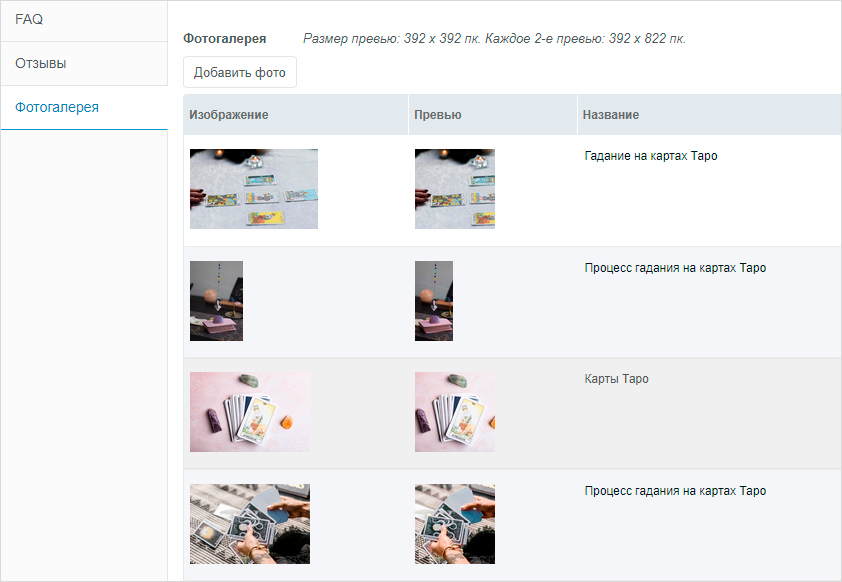 FAQ
Отзывы
Фотогалерея
Фотогалерея Размер превью: 392 x 392 пк. Каждое 2-е превью: 392 x 822 пк.
Добавить фото
Изображение Превью Название
Гадание на картах Таро
Процесс гадания на картах Таро
Карты Таро
Процесс гадания на картах Таро